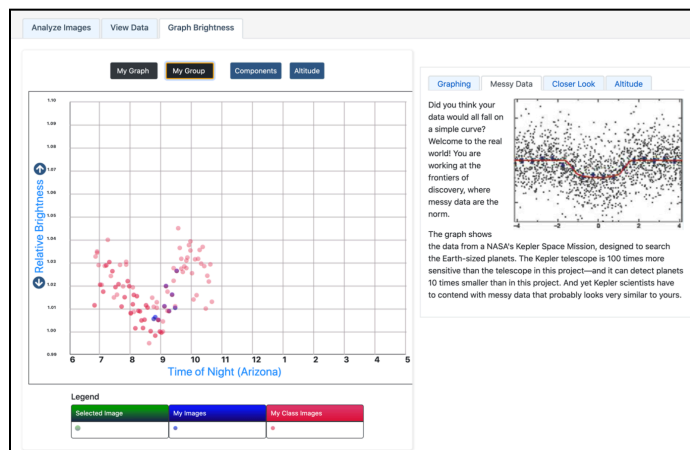 Analyze Images
View Data
Graph Brightness
My Graph
My Group
Components
Altitude
1.10
1.09
1.08
1.07
1.06
1.05
1.04
1.03
1.02
1.01
1.00
0.99
Relative Brightness
6 7 8 9 10 11 12 1 2 3 4 5
Time of Night (Arizona)
Legend
Selected Image
My Images
My Class Images
Graphing
Messy Data
Closer Look
Altitude
Did you think your
data would all fall on
a simple curve?
Welcome to the real
world! You are
working at the
frontiers of
discovery, where
messy data are the
norm.
-4 -2 0 2 4
The graph shows
the data from a NASA's Kepler Space Mission, designed to search
the Earth-sized planets. The Kepler telescope is 100 times more
sensitive than the telescope in this project—and it can detect planets
10 times smaller than in this project. And yet Kepler scientists have
to contend with messy data that probably looks very similar to yours.